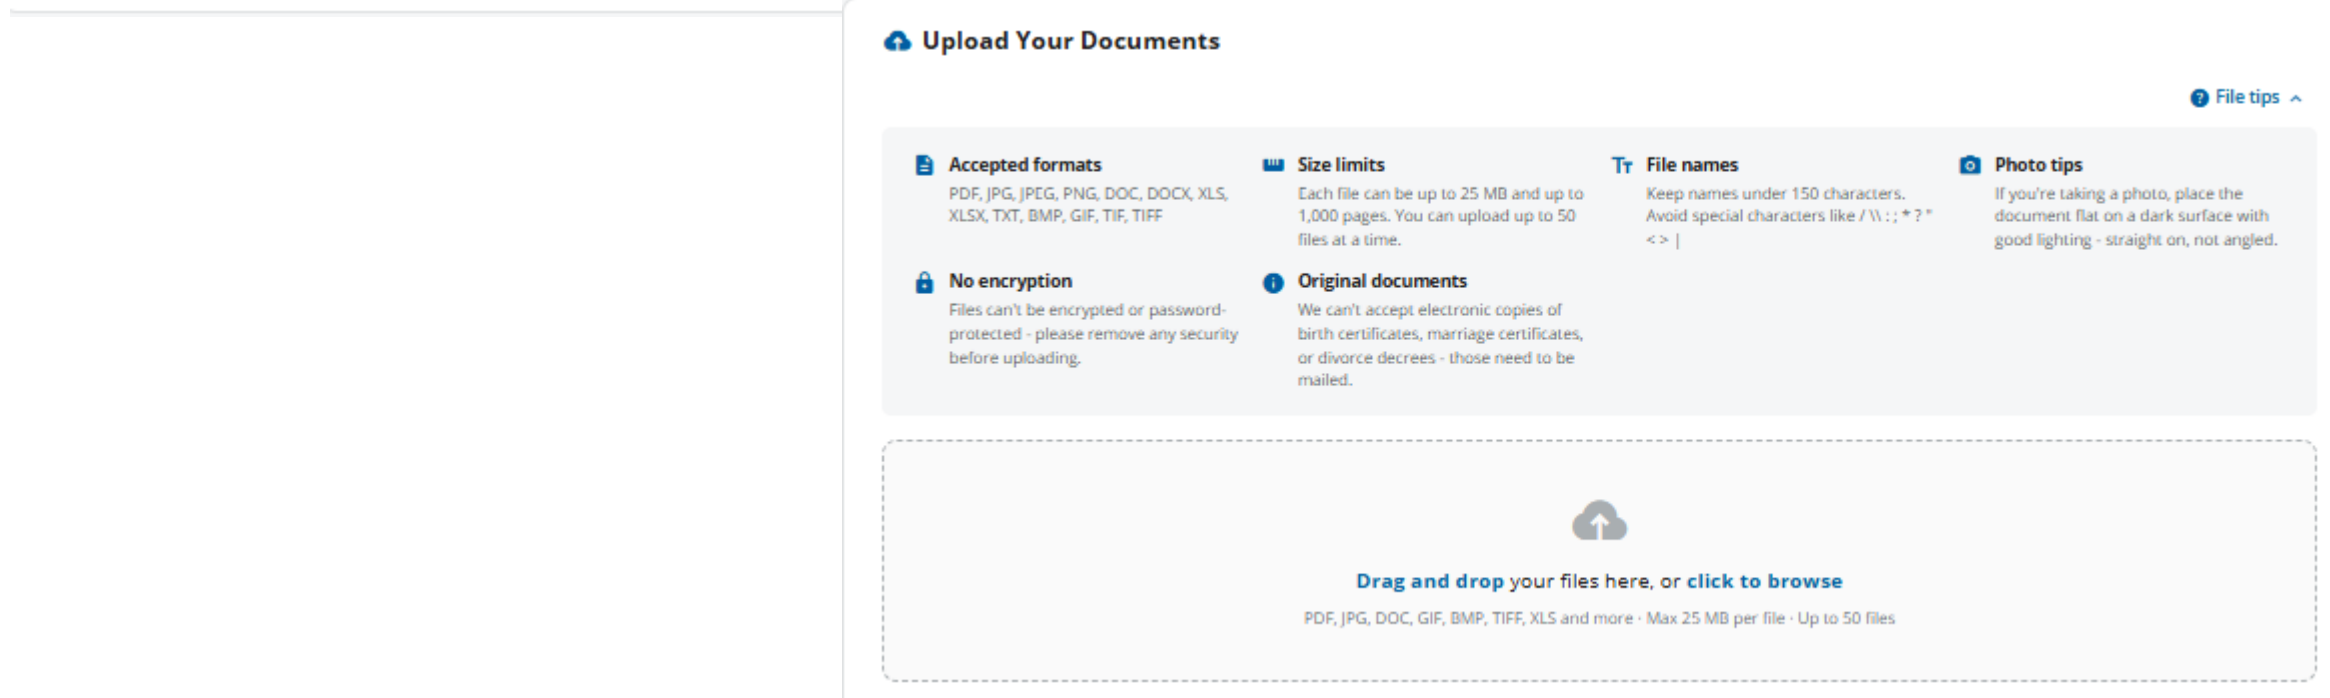 Upload Your Documents
File tips
Accepted formats
PDF, JPG, JPEG, PNG, DOC, DOCX, XLS,
XLSX, TXT, BMP, GIF, TIF, TIFF
Size limits
Each file can be up to 25 MB and up to
1,000 pages. You can upload up to 50
files at a time.
File names
Keep names under 150 characters.
Avoid special characters like / \\ : ; * ? "
< > |
Photo tips
If you're taking a photo, place the
document flat on a dark surface with
good lighting - straight on, not angled.
No encryption
Files can't be encrypted or password-
protected - please remove any security
before uploading.
Original documents
We can't accept electronic copies of
birth certificates, marriage certificates,
or divorce decrees - those need to be
mailed.
Drag and drop your files here, or click to browse
PDF, JPG, DOC, GIF, BMP, TIFF, XLS and more · Max 25 MB per file · Up to 50 files